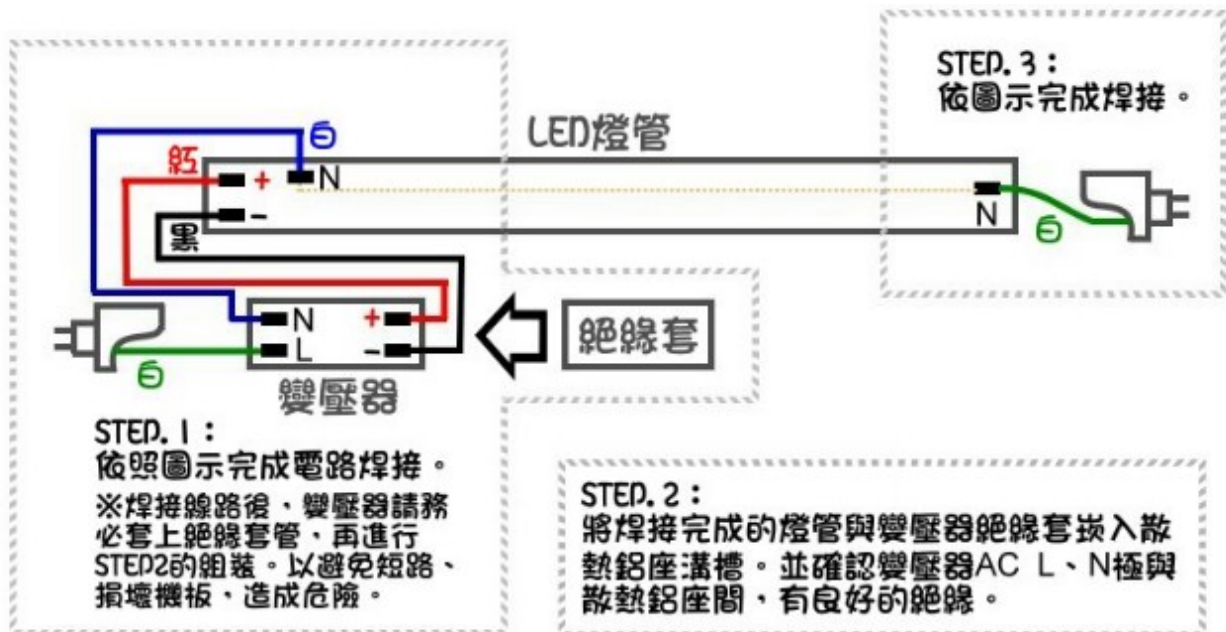 STEP.3：
依圖示完成焊接。
LED燈管
白
紅
+
N
-
黑
N
白
N
+
L
-
白
變壓器
絕緣套
STEP.1：
依照圖示完成電路焊接。
※焊接線路後、變壓器請務
必套上絕緣套管、再進行
STEP2的組裝。以避免短路、
損壞機板、造成危險。
STEP.2：
將焊接完成的燈管與變壓器絕緣套崁入散
熱鋁座溝槽。並確認變壓器AC L、N極與
散熱鋁座間，有良好的絕緣。